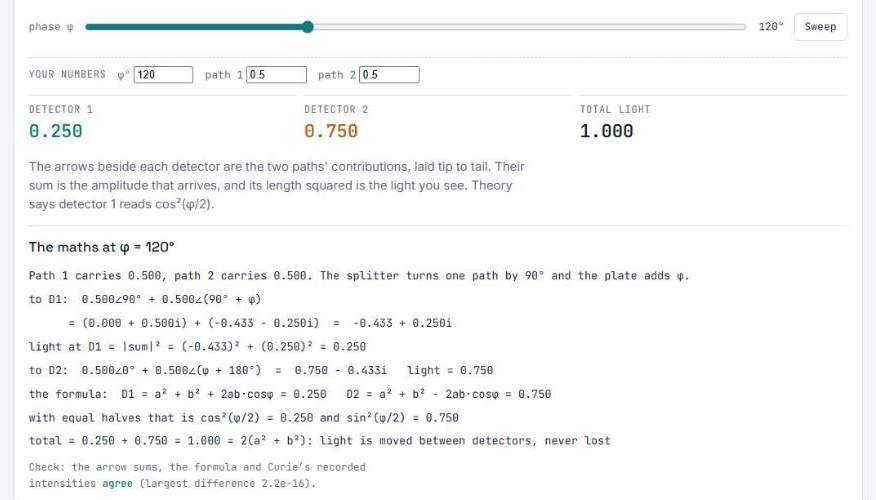 phase φ 120° Sweep
YOUR NUMBERS φ° 120 path 1 0.5 path 2 0.5
DETECTOR 1 DETECTOR 2 TOTAL LIGHT
0.250 0.750 1.000
The arrows beside each detector are the two paths' contributions, laid tip to tail. Their
sum is the amplitude that arrives, and its length squared is the light you see. Theory
says detector 1 reads cos²(φ/2).
The maths at φ = 120°
Path 1 carries 0.500, path 2 carries 0.500. The splitter turns one path by 90° and the plate adds φ.
to D1: 0.500∠90° + 0.500∠(90° + φ)
= (0.000 + 0.500i) + (-0.433 - 0.250i) = -0.433 + 0.250i
light at D1 = |sum|² = (-0.433)² + (0.250)² = 0.250
to D2: 0.500∠0° + 0.500∠(φ + 180°) = 0.750 - 0.433i light = 0.750
the formula: D1 = a² + b² + 2ab·cosφ = 0.250 D2 = a² + b² - 2ab·cosφ = 0.750
with equal halves that is cos²(φ/2) = 0.250 and sin²(φ/2) = 0.750
total = 0.250 + 0.750 = 1.000 = 2(a² + b²): light is moved between detectors, never lost
Check: the arrow sums, the formula and Curie's recorded
intensities agree (largest difference 2.2e-16).